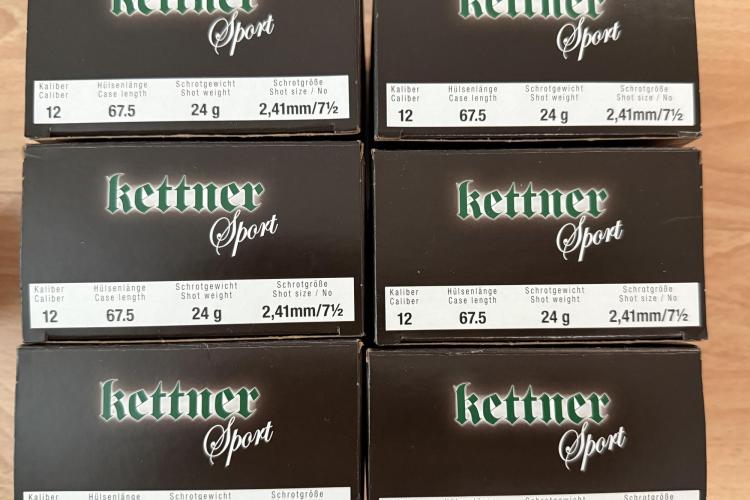 kettner
Sport
Kaliber Hülsenlänge Schrotgewicht Schrotgröße
Caliber Case length Shot weight Shot size / No
12 67.5 24 g 2,41mm/7½
kettner
Sport
Kaliber Hülsenlänge Schrotgewicht Schrotgröße
Caliber Case length Shot weight Shot size / No
12 67.5 24 g 2,41mm/7½
kettner
Sport
Kaliber Hülsenlänge Schrotgewicht Schrotgröße
Caliber Case length Shot weight Shot size / No
12 67.5 24 g 2,41mm/7½
kettner
Sport
Kaliber Hülsenlänge Schrotgewicht Schrotgröße
Caliber Case length Shot weight Shot size / No
12 67.5 24 g 2,41mm/7½
kettner
Sport
Kaliber Hülsenlänge Schrotgewicht Schrotgröße
kettner
Sport